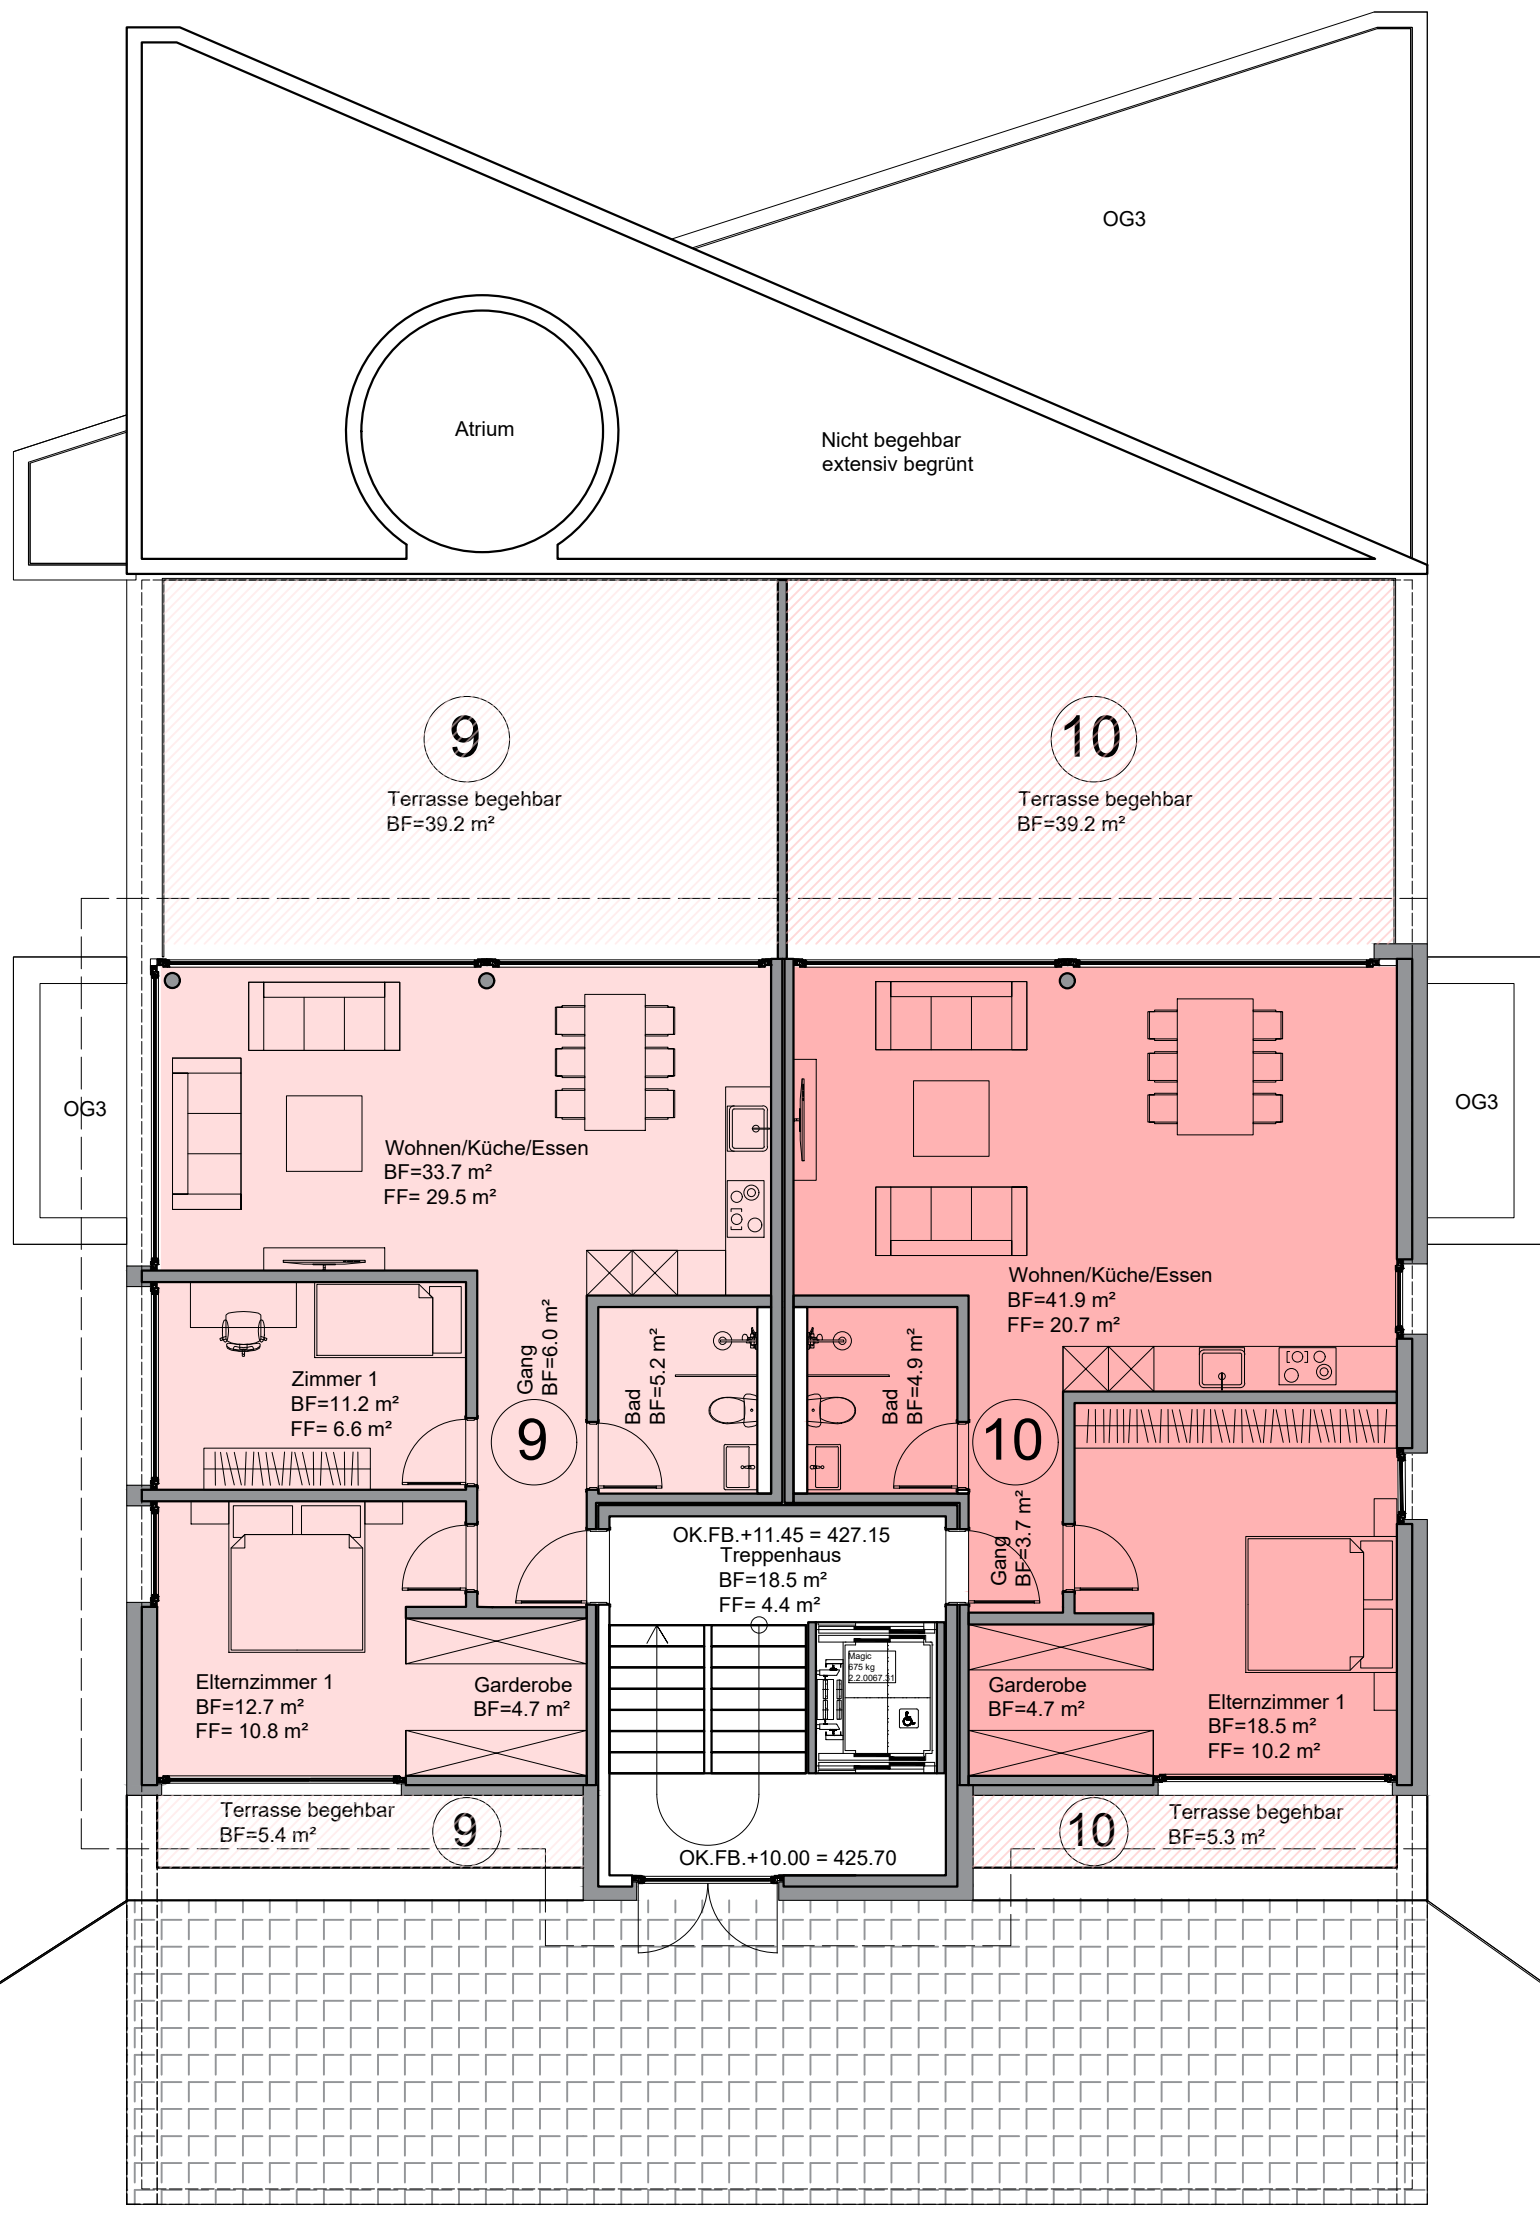 OG3
Atrium
Nicht begehbar
extensiv begrünt
9
Terrasse begehbar
BF=39.2 m²
10
Terrasse begehbar
BF=39.2 m²
OG3
OG3
Wohnen/Küche/Essen
BF=33.7 m²
FF= 29.5 m²
Wohnen/Küche/Essen
BF=41.9 m²
FF= 20.7 m²
Zimmer 1
BF=11.2 m²
FF= 6.6 m²
Gang
BF=6.0 m²
9
Bad
BF=5.2 m²
Bad
BF=4.9 m²
10
Gang
BF=3.7 m²
OK.FB.+11.45 = 427.15
Treppenhaus
BF=18.5 m²
FF= 4.4 m²
Magic
675 kg
2.2.0067.31
Elternzimmer 1
BF=12.7 m²
FF= 10.8 m²
Garderobe
BF=4.7 m²
Garderobe
BF=4.7 m²
Elternzimmer 1
BF=18.5 m²
FF= 10.2 m²
Terrasse begehbar
BF=5.4 m²
9
OK.FB.+10.00 = 425.70
10
Terrasse begehbar
BF=5.3 m²